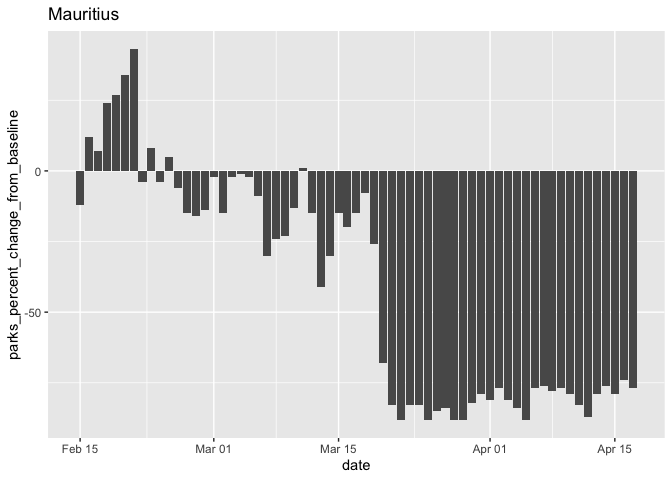 Mauritius
parks_percent_change_from_baseline
0
-50
Feb 15
Mar 01
Mar 15
Apr 01
Apr 15
date